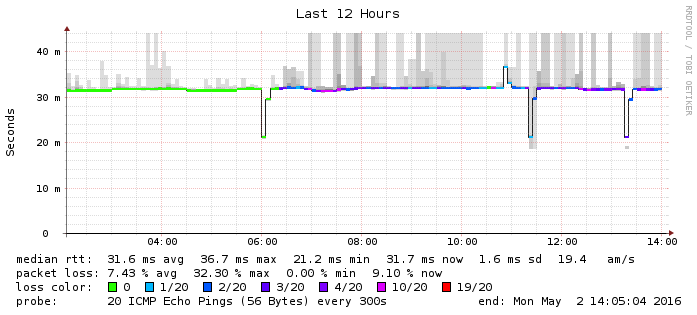 Last 12 Hours
RRDTOOL / TOBI OETIKER
Seconds
40 m
30 m
20 m
10 m
0
04:00 06:00 08:00 10:00 12:00 14:00
median rtt: 31.6 ms avg 36.7 ms max 21.2 ms min 31.7 ms now 1.6 ms sd 19.4 am/s
packet loss: 7.43 % avg 32.30 % max 0.00 % min 9.10 % now
loss color: 0 1/20 2/20 3/20 4/20 10/20 19/20
probe: 20 ICMP Echo Pings (56 Bytes) every 300s end: Mon May 2 14:05:04 2016